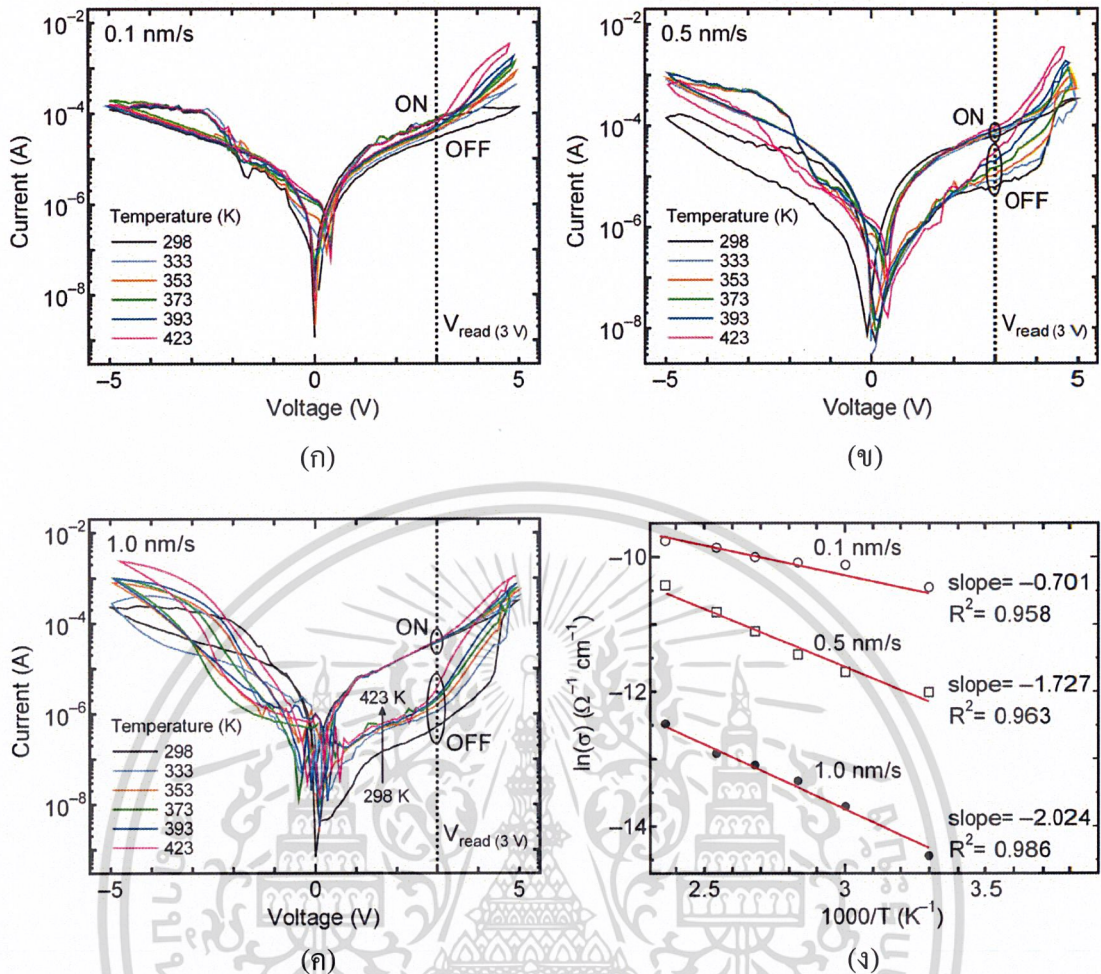 0.1 nm/s
10⁻²
10⁻⁴
10⁻⁶
10⁻⁸
Current (A)
ON
OFF
Temperature (K)
298
333
353
373
393
423
V read (3 V)
−5
0
5
Voltage (V)
(ก)
0.5 nm/s
10⁻²
10⁻⁴
10⁻⁶
10⁻⁸
Current (A)
ON
OFF
Temperature (K)
298
333
353
373
393
423
V read (3 V)
−5
0
5
Voltage (V)
(ข)
1.0 nm/s
10⁻²
10⁻⁴
10⁻⁶
10⁻⁸
Current (A)
ON
423 K
OFF
298 K
Temperature (K)
298
333
353
373
393
423
V read (3 V)
−5
0
5
Voltage (V)
(ค)
−10
−12
−14
ln(σ) (Ω⁻¹ cm⁻¹)
0.1 nm/s
slope= −0.701
R²= 0.958
0.5 nm/s
slope= −1.727
R²= 0.963
1.0 nm/s
slope= −2.024
R²= 0.986
2.5
3
3.5
1000/T (K⁻¹)
(ง)